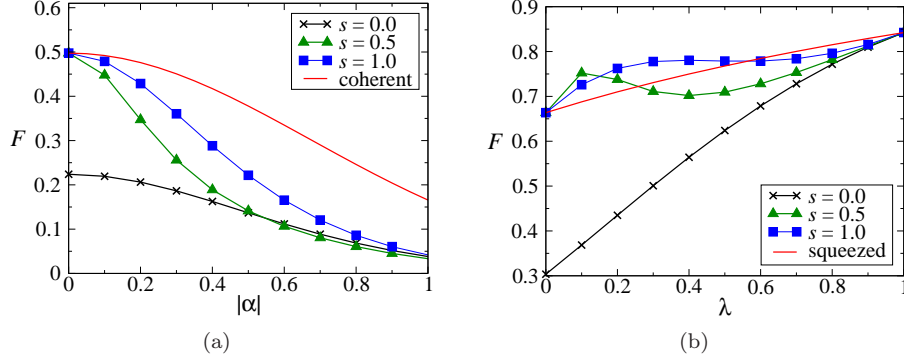 0.6
0.5
0.4
0.3
0.2
0.1
0
F
s = 0.0
s = 0.5
s = 1.0
coherent
0 0.2 0.4 0.6 0.8 1
|α|
(a)
0.9
0.8
0.7
0.6
0.5
0.4
0.3
F
s = 0.0
s = 0.5
s = 1.0
squeezed
0 0.2 0.4 0.6 0.8 1
λ
(b)